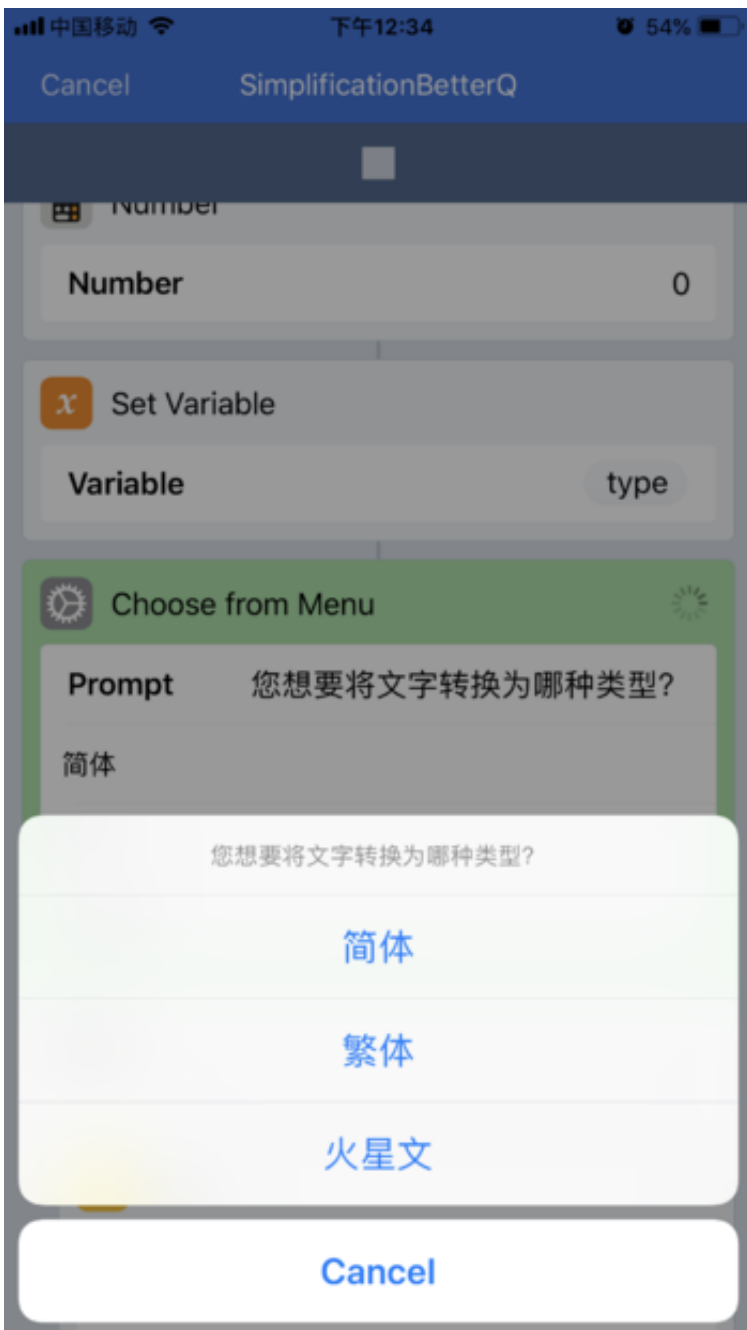 中国移动 下午12:34 54%
Cancel SimplificationBetterQ
Number
Number 0
Set Variable
Variable type
Choose from Menu
Prompt 您想要将文字转换为哪种类型?
简体
您想要将文字转换为哪种类型?
简体
繁体
火星文
Cancel